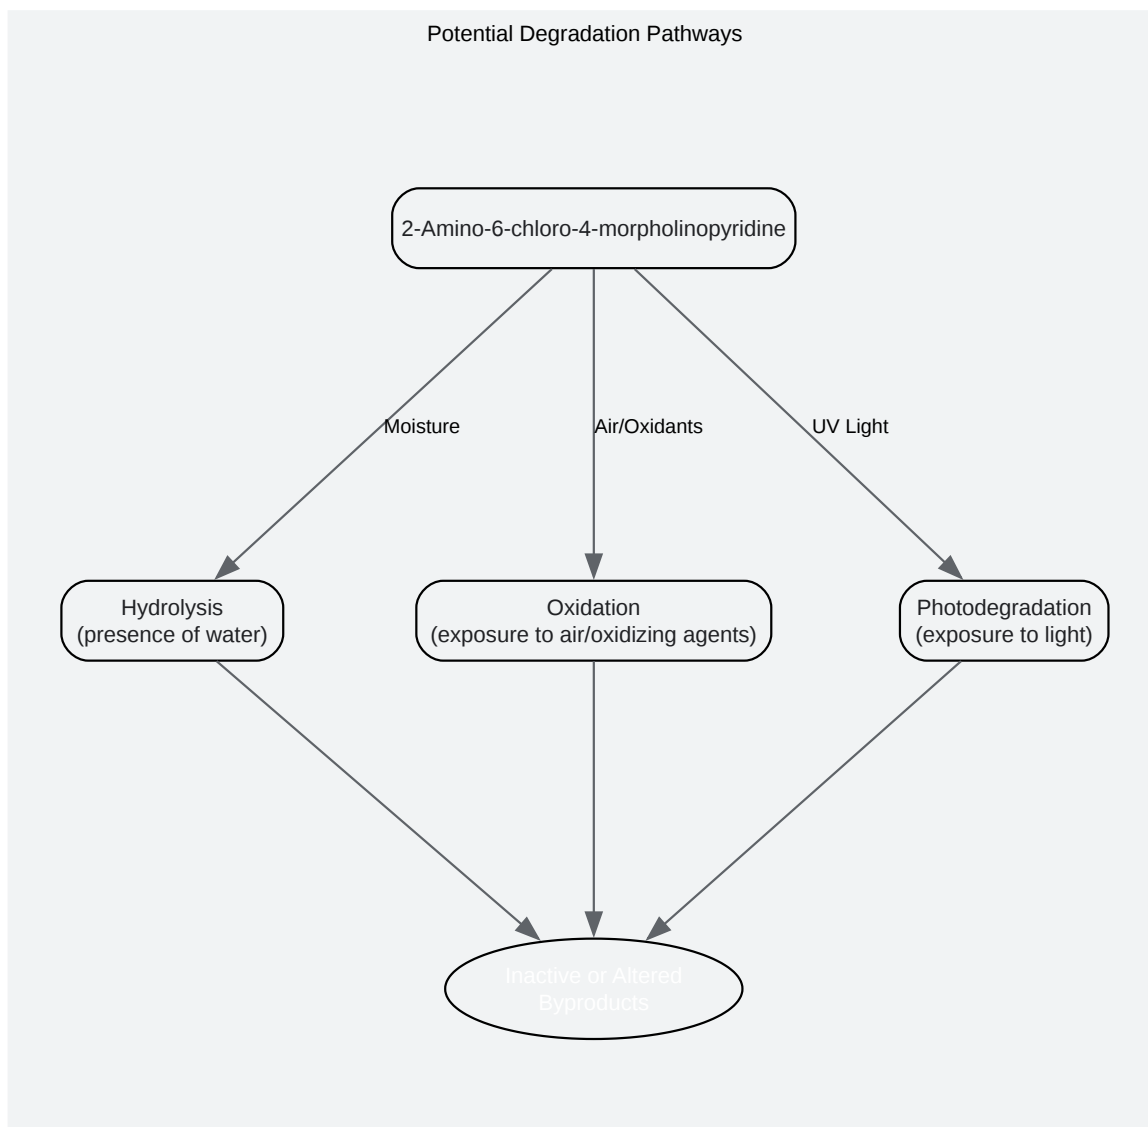 Potential Degradation Pathways
2-Amino-6-chloro-4-morpholinopyridine
Moisture
Air/Oxidants
UV Light
Hydrolysis
(presence of water)
Oxidation
(exposure to air/oxidizing agents)
Photodegradation
(exposure to light)
Inactive or Altered
Byproducts